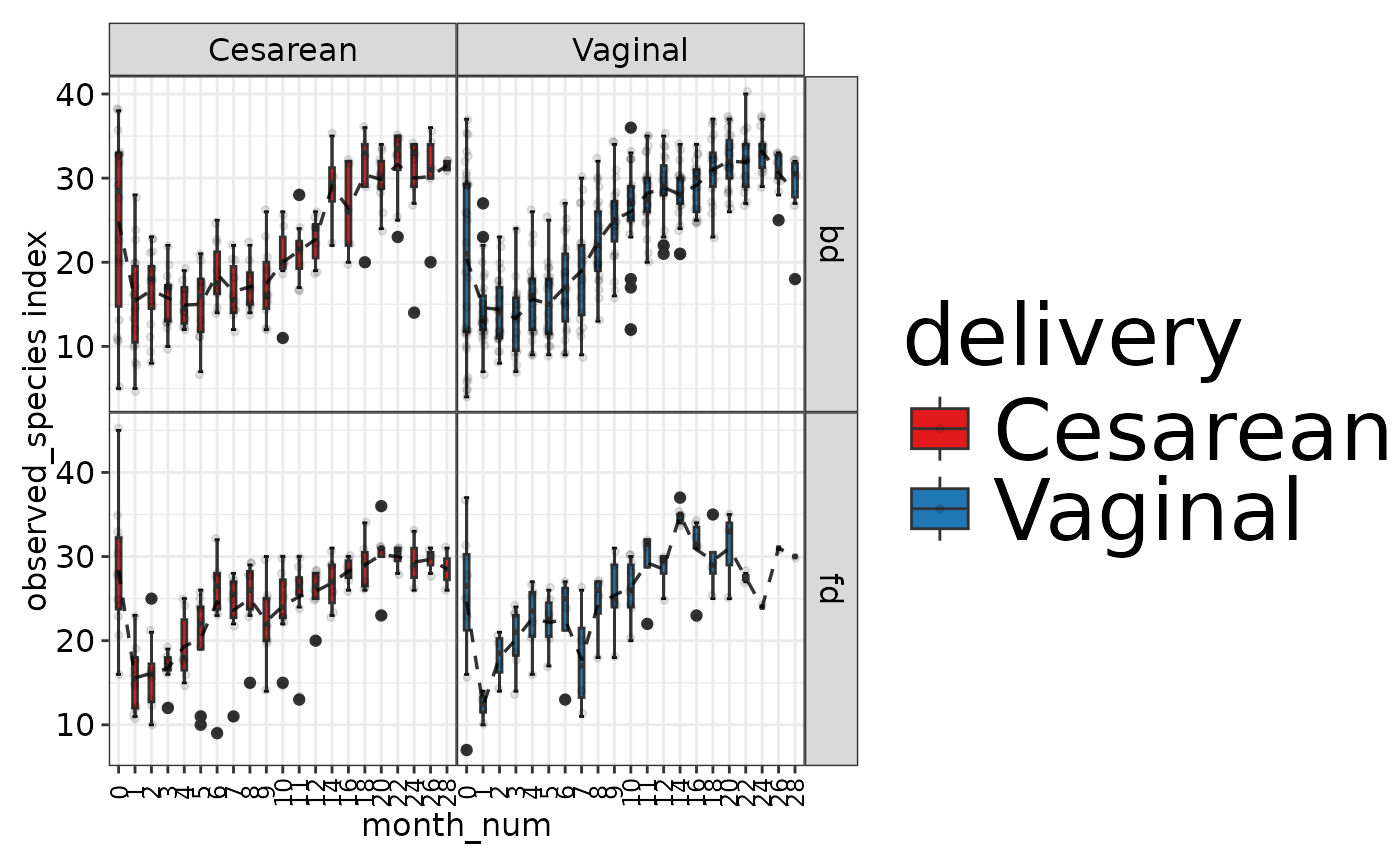 Cesarean Vaginal
40
30
20
10
bd
40
30
20
10
fd
observed_species index
0 1 2 3 4 5 6 7 8 9 10 11 12 14 16 18 20 22 24 26 28
0 1 2 3 4 5 6 7 8 9 10 11 12 14 16 18 20 22 24 26 28
month_num
delivery
Cesarean
Vaginal